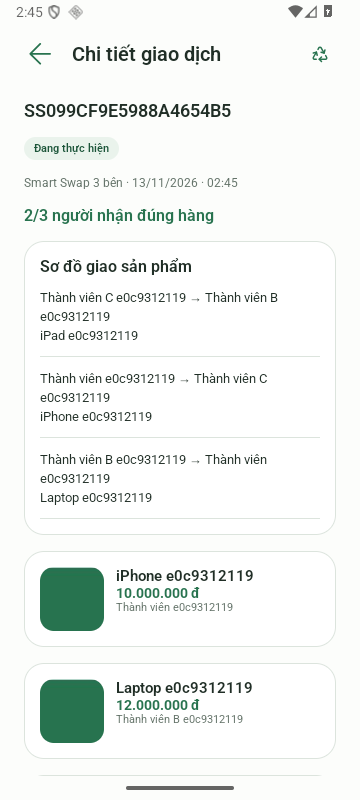 2:45
Chi tiết giao dịch
SS099CF9E5988A4654B5
Đang thực hiện
Smart Swap 3 bên · 13/11/2026 · 02:45
2/3 người nhận đúng hàng
Sơ đồ giao sản phẩm
Thành viên C e0c9312119 → Thành viên B
e0c9312119
iPad e0c9312119
Thành viên e0c9312119 → Thành viên C
e0c9312119
iPhone e0c9312119
Thành viên B e0c9312119 → Thành viên
e0c9312119
Laptop e0c9312119
iPhone e0c9312119
10.000.000 đ
Thành viên e0c9312119
Laptop e0c9312119
12.000.000 đ
Thành viên B e0c9312119